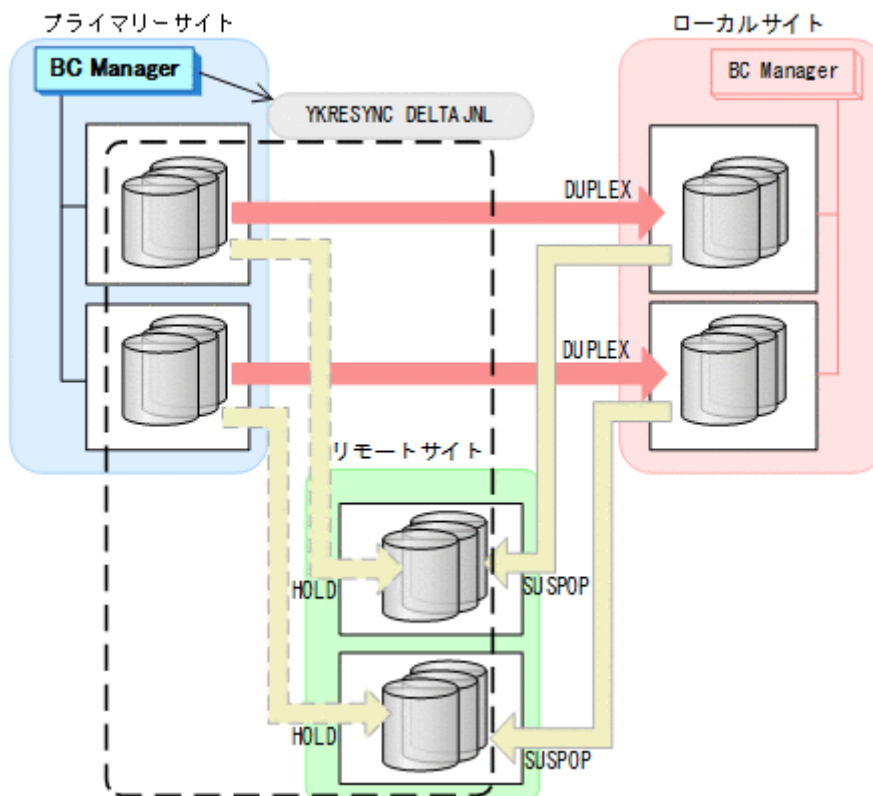 プライマリーサイト
ローカルサイト
BC Manager
BC Manager
YKRESYNC DELTAJNL
DUPLEX
DUPLEX
リモートサイト
HOLD
SUSPOP
HOLD
SUSPOP